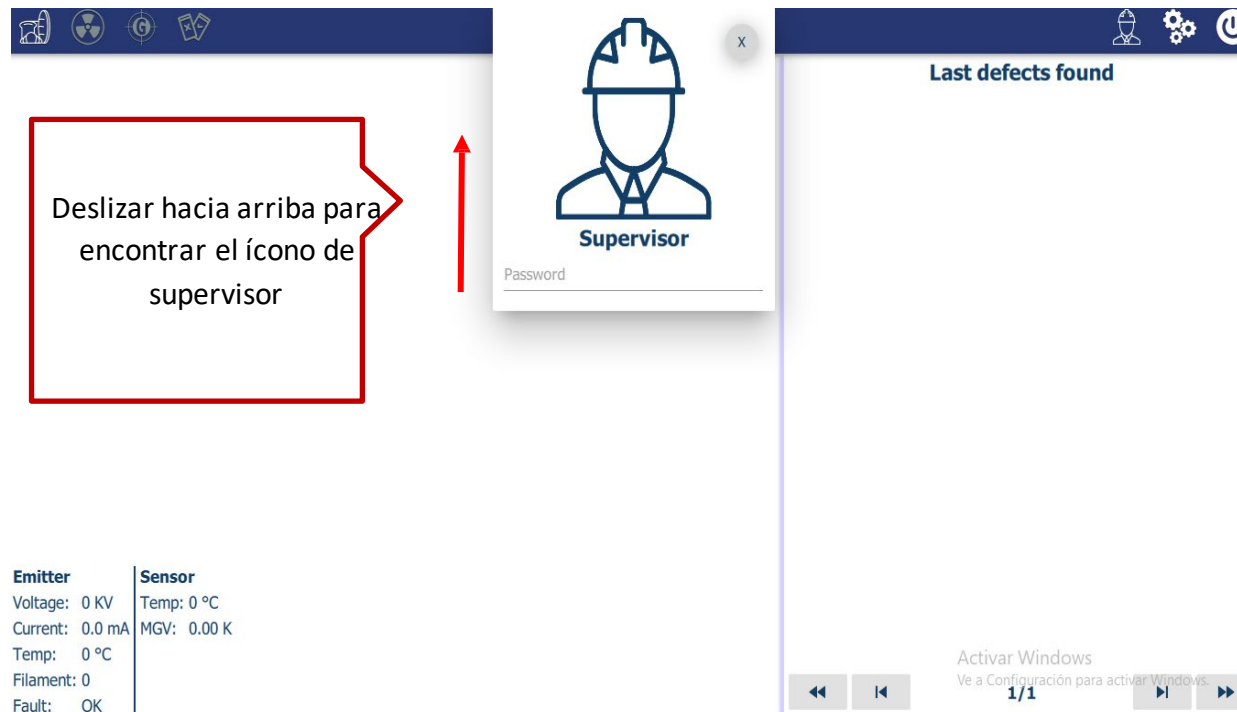 G
X
Last defects found
Deslizar hacia arriba para
encontrar el ícono de
supervisor
Supervisor
Password
Emitter
Voltage: 0 KV
Current: 0.0 mA
Temp: 0 °C
Filament: 0
Fault: OK
Sensor
Temp: 0 °C
MGV: 0.00 K
Activar Windows
Ve a Configuración para activar Windows.
1/1